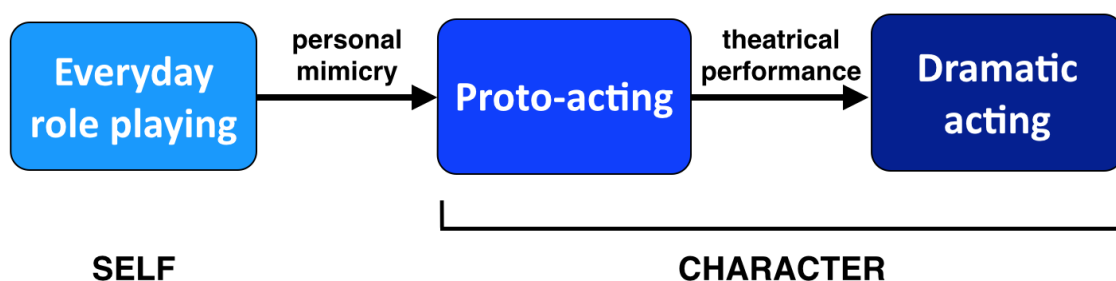 Everyday
role playing
personal
mimicry
Proto-acting
theatrical
performance
Dramatic
acting
SELF
CHARACTER